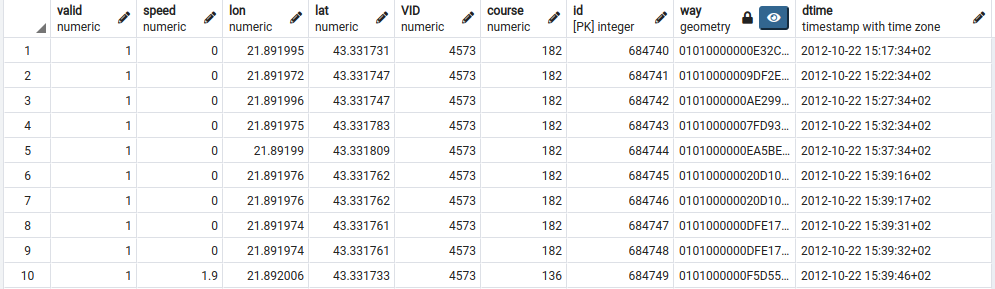 valid speed lon lat VID course id way dtime
numeric numeric numeric numeric numeric numeric [PK] integer geometry timestamp with time zone
1 1 0 21.891995 43.331731 4573 182 684740 01010000000E32C... 2012-10-22 15:17:34+02
2 1 0 21.891972 43.331747 4573 182 684741 01010000009DF2E... 2012-10-22 15:22:34+02
3 1 0 21.891996 43.331747 4573 182 684742 0101000000AE299... 2012-10-22 15:27:34+02
4 1 0 21.891975 43.331783 4573 182 684743 01010000007FD93... 2012-10-22 15:32:34+02
5 1 0 21.89199 43.331809 4573 182 684744 0101000000EA5BE... 2012-10-22 15:37:34+02
6 1 0 21.891976 43.331762 4573 182 684745 010100000020D10... 2012-10-22 15:39:16+02
7 1 0 21.891976 43.331762 4573 182 684746 010100000020D10... 2012-10-22 15:39:17+02
8 1 0 21.891974 43.331761 4573 182 684747 0101000000DFE17... 2012-10-22 15:39:31+02
9 1 0 21.891974 43.331761 4573 182 684748 0101000000DFE17... 2012-10-22 15:39:32+02
10 1 1.9 21.892006 43.331733 4573 136 684749 0101000000F5D55... 2012-10-22 15:39:46+02